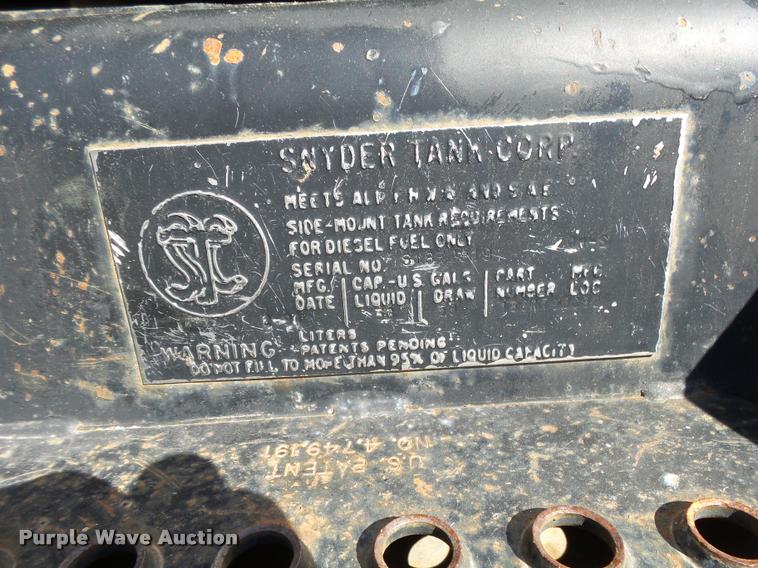 SNYDER TANK CORP.
MEETS ALL F.H.W.A. AND S.A.E.
SIDE-MOUNT TANK REQUIREMENTS
FOR DIESEL FUEL ONLY
SERIAL NO.
MFG. CAP.-U.S. GALS. PART MFG.
DATE LIQUID DRAW NUMBER LOC.
STC
LITERS
WARNING: -PATENTS PENDING
DO NOT FILL TO MORE THAN 95% OF LIQUID CAPACITY
U.S. PATENT
NO. 4,749,191
Purple Wave Auction